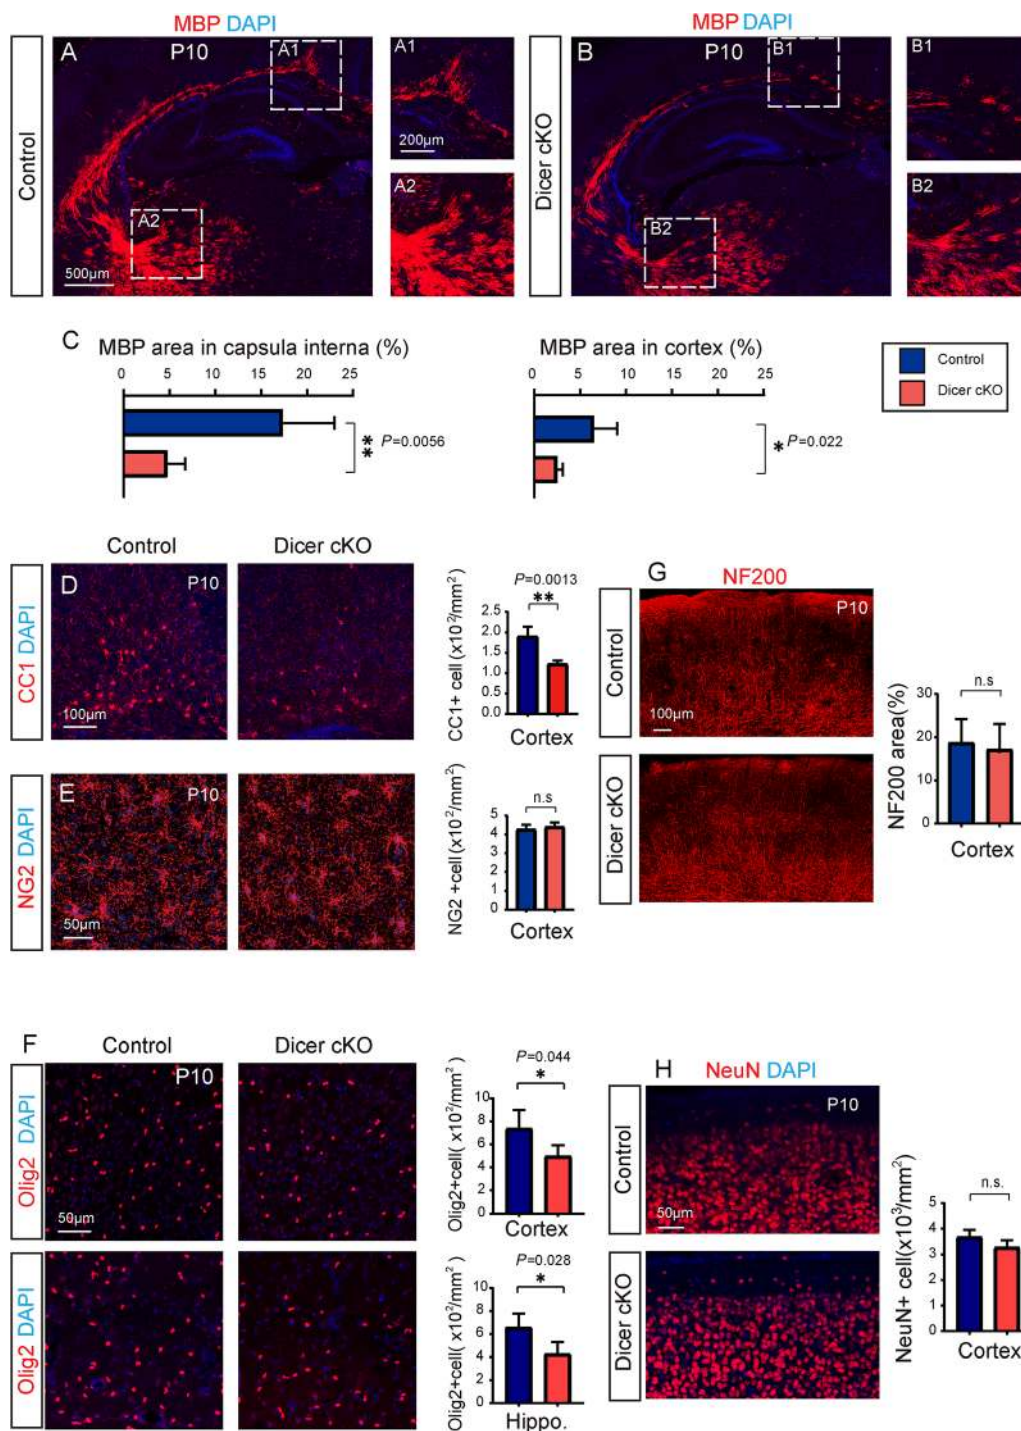 MBP DAPI
MBP DAPI
Control
A
P10
A1
A2
500µm
A1
200µm
A2
Dicer cKO
B
P10
B1
B2
B1
B2
C
MBP area in capsula interna (%)
0 5 10 15 20 25
**
P=0.0056
MBP area in cortex (%)
0 5 10 15 20 25
*
P=0.022
Control
Dicer cKO
Control
Dicer cKO
CC1 DAPI
D
P10
100µm
CC1+ cell (x10²/mm²)
P=0.0013
**
2.5
2.0
1.5
1.0
0.5
0.0
Cortex
NG2 DAPI
E
P10
50µm
NG2 +cell(x10²/mm²)
n.s
5
4
3
2
1
0
Cortex
G
NF200
Control
P10
100µm
Dicer cKO
NF200 area(%)
n.s
30
20
10
0
Cortex
F
Control
Dicer cKO
Olig2 DAPI
P10
50µm
Olig2+cell( x10²/mm²)
P=0.044
*
10
8
6
4
2
0
Cortex
Olig2 DAPI
Olig2+cell( x10²/mm²)
P=0.028
*
10
8
6
4
2
0
Hippo.
H
NeuN DAPI
Control
P10
50µm
Dicer cKO
NeuN+ cell(x10³/mm²)
n.s.
5
4
3
2
1
0
Cortex